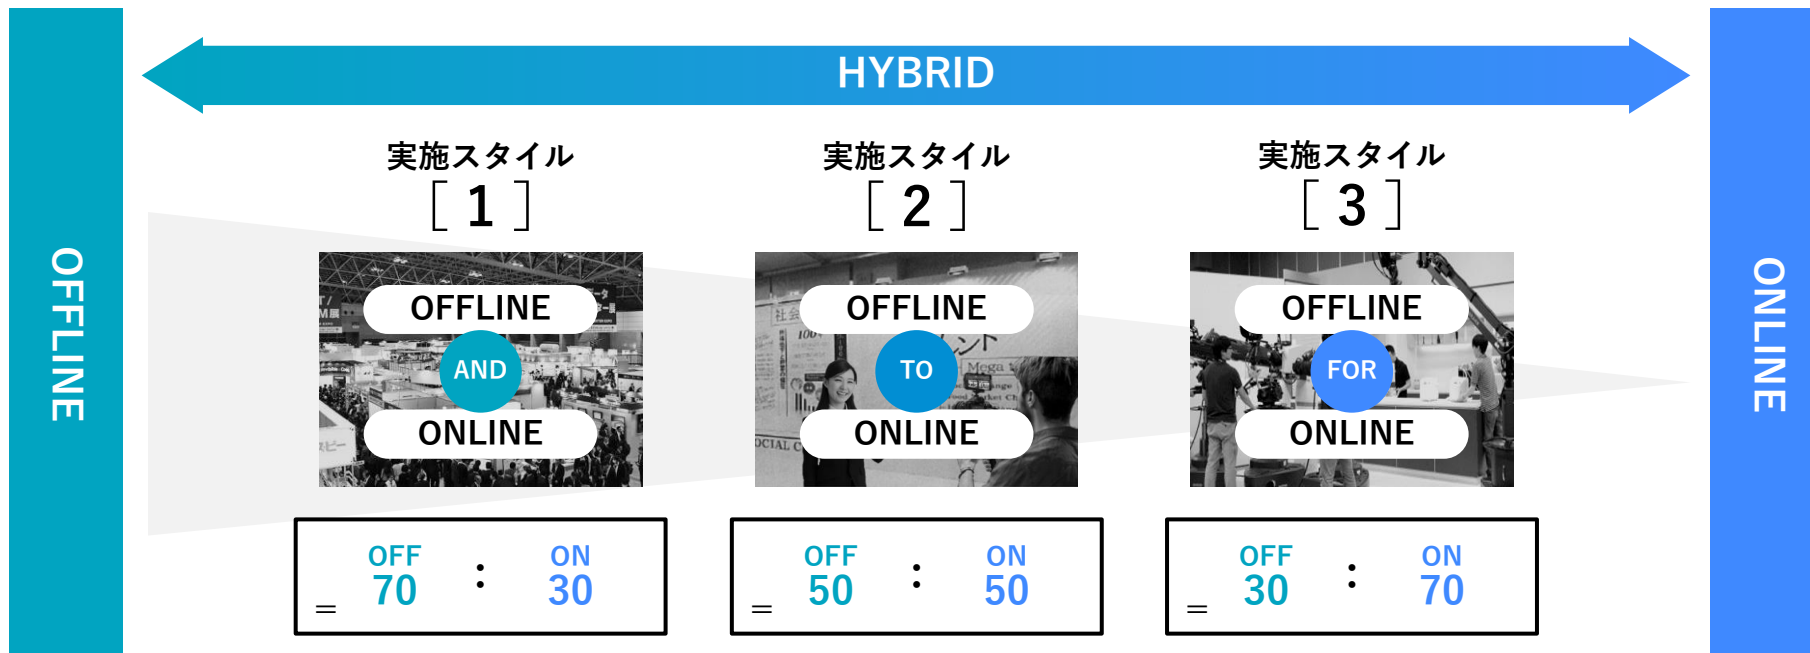 OFFLINE
HYBRID
ONLINE
実施スタイル
[ 1 ]
OFFLINE
AND
ONLINE
OFF : ON
= 70 30
実施スタイル
[ 2 ]
OFFLINE
TO
ONLINE
OFF : ON
= 50 50
実施スタイル
[ 3 ]
OFFLINE
FOR
ONLINE
OFF : ON
= 30 70